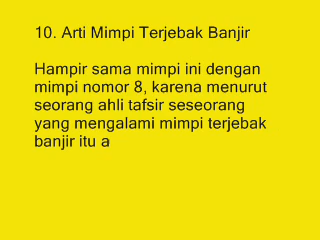 10. Arti Mimpi Terjebak Banjir
Hampir sama mimpi ini dengan
mimpi nomor 8, karena menurut
seorang ahli tafsir seseorang
yang mengalami mimpi terjebak
banjir itu a